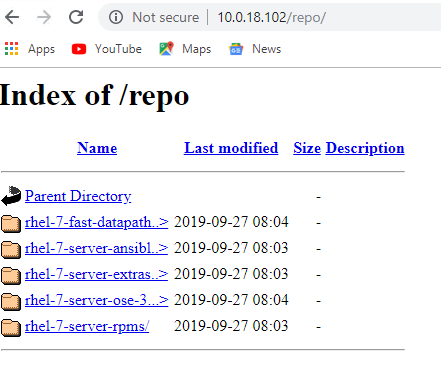 Not secure | 10.0.18.102/repo/
Apps YouTube Maps News
Index of /repo
Name Last modified Size Description
Parent Directory -
rhel-7-fast-datapath..> 2019-09-27 08:04 -
rhel-7-server-ansibl..> 2019-09-27 08:03 -
rhel-7-server-extras..> 2019-09-27 08:03 -
rhel-7-server-ose-3...> 2019-09-27 08:04 -
rhel-7-server-rpms/ 2019-09-27 08:03 -